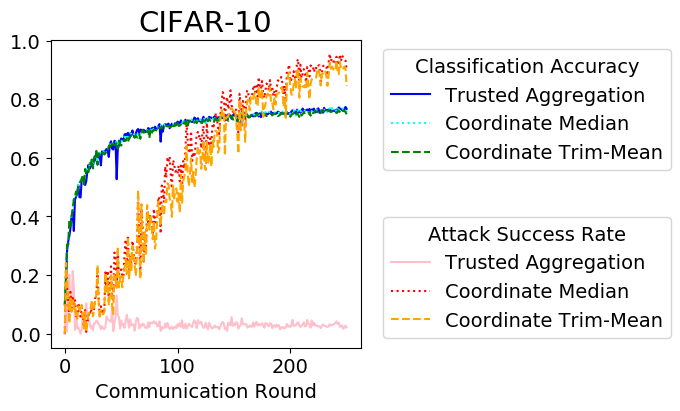 CIFAR-10
1.0
0.8
0.6
0.4
0.2
0.0
0 100 200
Communication Round
Classification Accuracy
Trusted Aggregation
Coordinate Median
Coordinate Trim-Mean
Attack Success Rate
Trusted Aggregation
Coordinate Median
Coordinate Trim-Mean